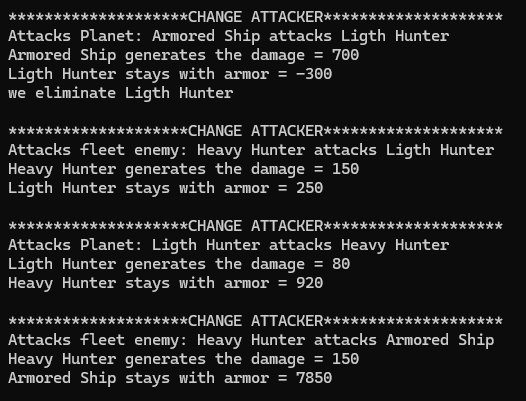 ********************CHANGE ATTACKER********************
Attacks Planet: Armored Ship attacks Ligth Hunter
Armored Ship generates the damage = 700
Ligth Hunter stays with armor = -300
we eliminate Ligth Hunter
********************CHANGE ATTACKER********************
Attacks fleet enemy: Heavy Hunter attacks Ligth Hunter
Heavy Hunter generates the damage = 150
Ligth Hunter stays with armor = 250
********************CHANGE ATTACKER********************
Attacks Planet: Ligth Hunter attacks Heavy Hunter
Ligth Hunter generates the damage = 80
Heavy Hunter stays with armor = 920
********************CHANGE ATTACKER********************
Attacks fleet enemy: Heavy Hunter attacks Armored Ship
Heavy Hunter generates the damage = 150
Armored Ship stays with armor = 7850